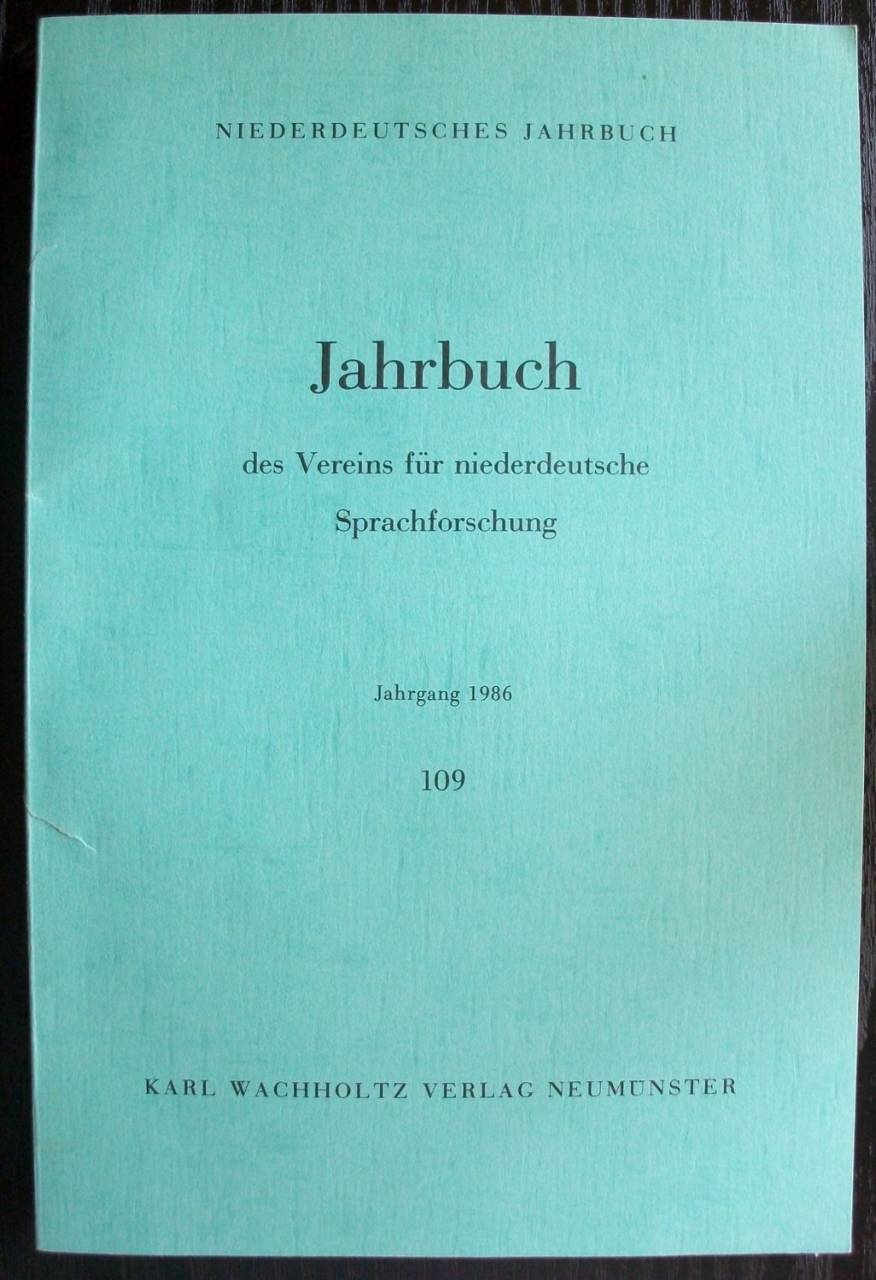 NIEDERDEUTSCHES JAHRBUCH
Jahrbuch
des Vereins für niederdeutsche
Sprachforschung
Jahrgang 1986
109
KARL WACHHOLTZ VERLAG NEUMÜNSTER